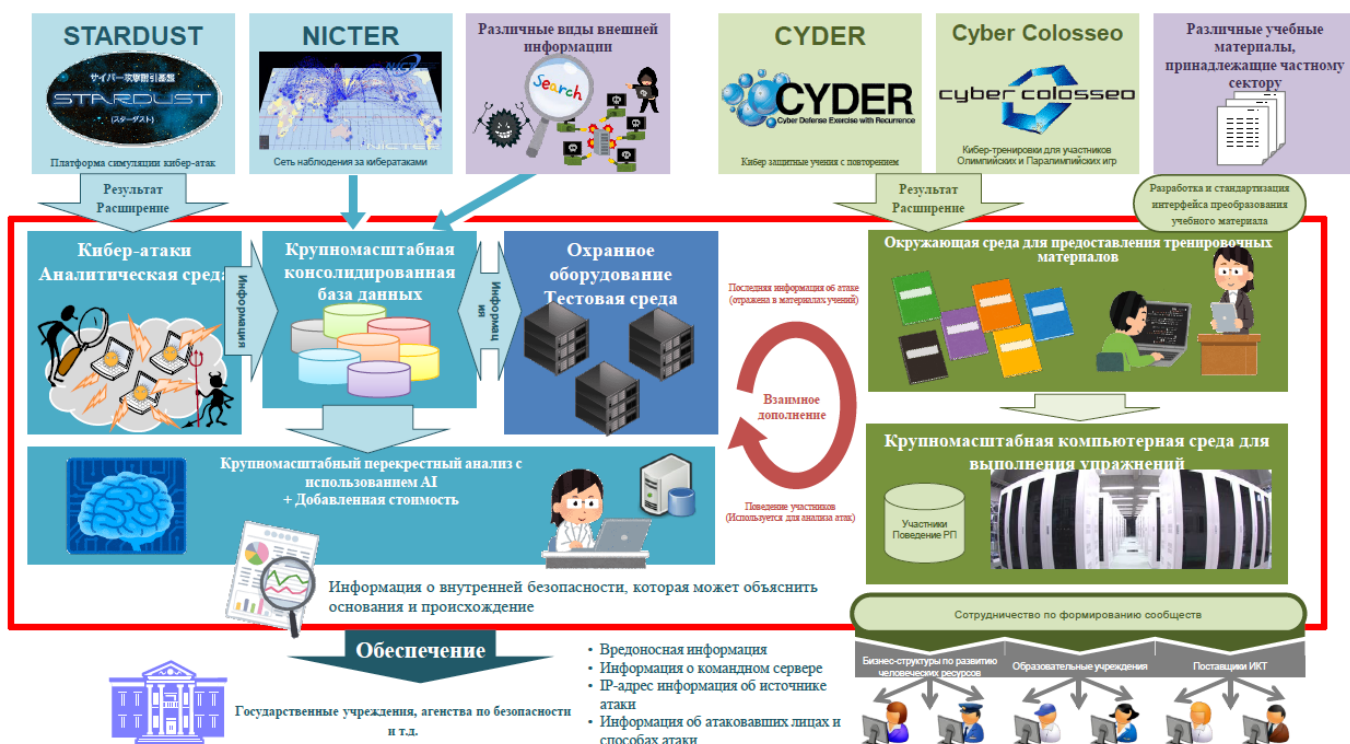 STARDUST
サイバー攻撃誘引基盤
STARDUST
(スターダスト)
Платформа симуляции кибер-атак
NICTER
Сеть наблюдения за кибератаками
Различные виды внешней
информации
Search
CYDER
CYDER
Cyber Defense Exercise with Recurrence
Кибер защитные учения с повторением
Cyber Colosseo
cyber colosseo
Кибер-тренировки для участников
Олимпийских и Паралимпийских игр
Различные учебные
материалы,
принадлежащие частному
сектору
Результат
Расширение
Результат
Расширение
Разработка и стандартизация
интерфейса преобразования
учебного материала
Кибер-атаки
Аналитическая среда
Информация
Крупномасштабная
консолидированная
база данных
Информац
ия
Охранное
оборудование
Тестовая среда
Последняя информация об атаке
(отражена в материалах учений)
Взаимное
дополнение
Поведение участников
(Используется для анализа атак)
Окружающая среда для предоставления тренировочных
материалов
Крупномасштабная компьютерная среда для
выполнения упражнений
Участники
Поведение РП
Крупномасштабный перекрестный анализ с
использованием AI
+ Добавленная стоимость
Информация о внутренней безопасности, которая может объяснить
основания и происхождение
Обеспечение
Государственные учреждения, агенства по безопасности
и т.д.
• Вредоносная информация
• Информация о командном сервере
• IP-адрес информация об источнике
атаки
• Информация об атаковавших лицах и
способах атаки
Сотрудничество по формированию сообществ
Бизнес-структуры по развитию
человеческих ресурсов
Образовательные учреждения
Поставщики ИКТ